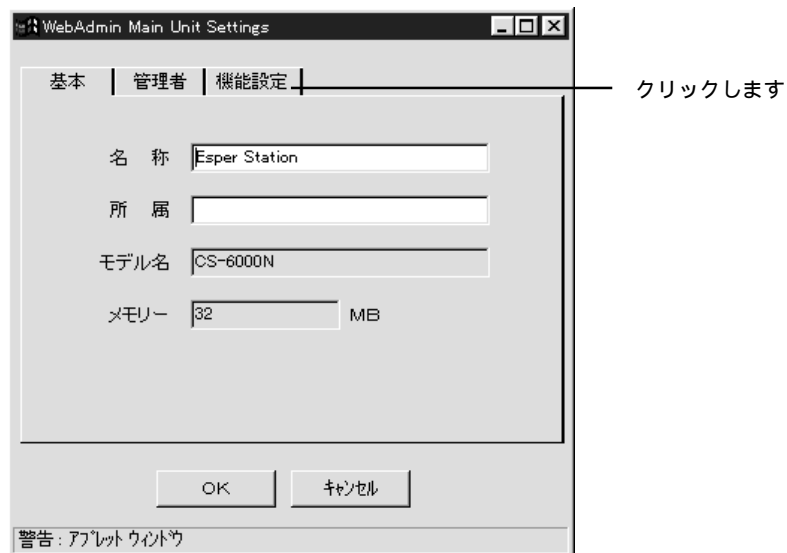 WebAdmin Main Unit Settings
基本 管理者 機能設定
クリックします
名 称 Esper Station
所 属
モデル名 CS-6000N
メモリー 32 MB
OK ｷｬﾝｾﾙ
警告 : ｱﾌﾟﾚｯﾄ ｳｨﾝﾄﾞｳ